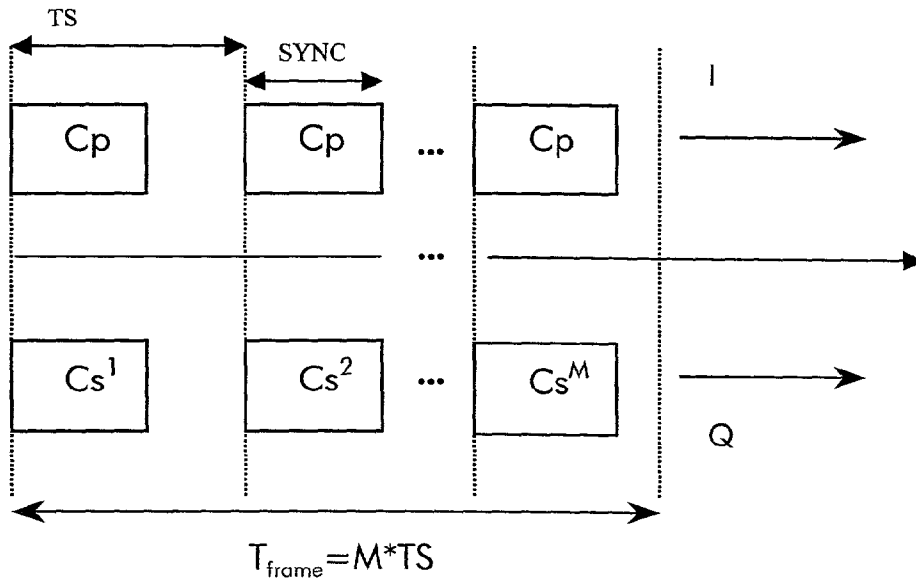 TS
SYNC
I
Cp Cp ... Cp
...
Cs¹ Cs² ... Csᴹ
Q
T_frame=M*TS